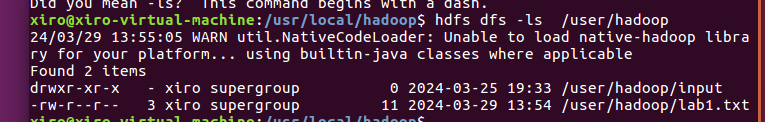 Did you mean -ls?  This command begins with a dash.
xiro@xiro-virtual-machine:/usr/local/hadoop$ hdfs dfs -ls  /user/hadoop
24/03/29 13:55:05 WARN util.NativeCodeLoader: Unable to load native-hadoop libra
ry for your platform... using builtin-java classes where applicable
Found 2 items
drwxr-xr-x   - xiro supergroup          0 2024-03-25 19:33 /user/hadoop/input
-rw-r--r--   3 xiro supergroup         11 2024-03-29 13:54 /user/hadoop/lab1.txt
xiro@xiro-virtual-machine:/usr/local/hadoop$